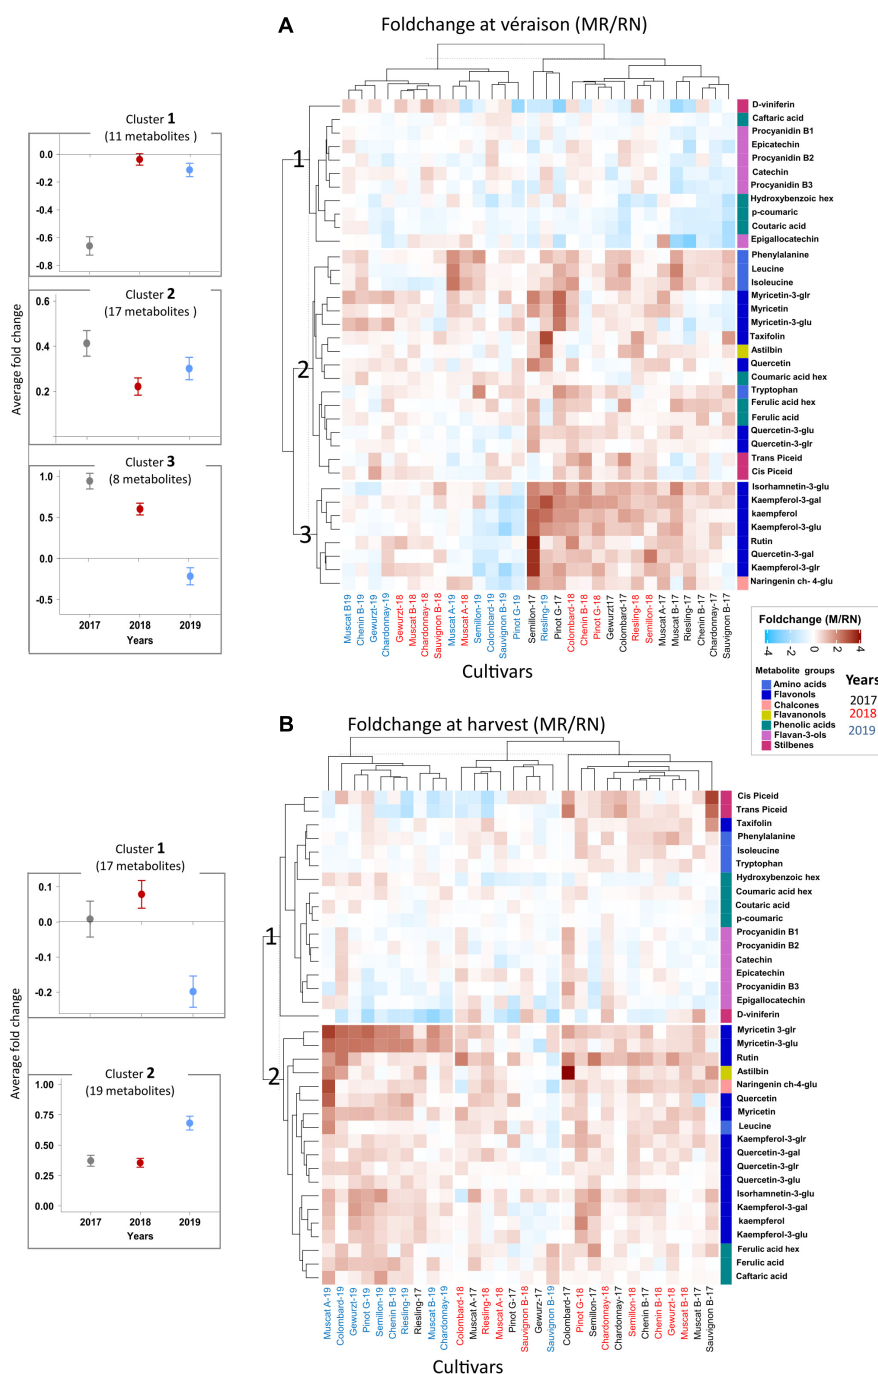 A
Foldchange at véraison (MR/RN)
Cluster 1
(11 metabolites )
0.0
-0.2
-0.4
-0.6
-0.8
Cluster 2
(17 metabolites )
0.6
0.4
0.2
Cluster 3
(8 metabolites)
1.0
0.5
0.0
-0.5
2017
2018
2019
Years
Average fold change
1
2
3
D-viniferin
Caftaric acid
Procyanidin B1
Epicatechin
Procyanidin B2
Catechin
Procyanidin B3
Hydroxybenzoic hex
p-coumaric
Coutaric acid
Epigallocatechin
Phenylalanine
Leucine
Isoleucine
Myricetin-3-glr
Myricetin
Myricetin-3-glu
Taxifolin
Astilbin
Quercetin
Coumaric acid hex
Tryptophan
Ferulic acid hex
Ferulic acid
Quercetin-3-glu
Quercetin-3-glr
Trans Piceid
Cis Piceid
Isorhamnetin-3-glu
Kaempferol-3-gal
kaempferol
Kaempferol-3-glu
Rutin
Quercetin-3-gal
Kaempferol-3-glr
Naringenin ch- 4-glu
Muscat B-19
Chenin B-19
Gewurzt-19
Chardonnay-19
Gewurzt-18
Muscat B-18
Chardonnay-18
Sauvignon B-18
Muscat A-19
Muscat A-18
Semillon-19
Colombard-19
Sauvignon B-19
Pinot G-19
Semillon-17
Riesling-19
Pinot G-17
Colombard-18
Chenin B-18
Pinot G-18
Gewurzt17
Colombard-17
Riesling-18
Semillon-18
Muscat A-17
Muscat B-17
Riesling-17
Chenin B-17
Chardonnay-17
Sauvignon B-17
Cultivars
Foldchange (M/RN)
-4
-2
0
2
4
Metabolite groups
Amino acids
Flavonols
Chalcones
Flavanonols
Phenolic acids
Flavan-3-ols
Stilbenes
Years
2017
2018
2019
B
Foldchange at harvest (MR/RN)
Cluster 1
(17 metabolites)
0.1
0.0
-0.2
Cluster 2
(19 metabolites)
1.00
0.75
0.50
0.25
0.00
2017
2018
2019
Years
Average fold change
1
2
Cis Piceid
Trans Piceid
Taxifolin
Phenylalanine
Isoleucine
Tryptophan
Hydroxybenzoic hex
Coumaric acid hex
Coutaric acid
p-coumaric
Procyanidin B1
Procyanidin B2
Catechin
Epicatechin
Procyanidin B3
Epigallocatechin
D-viniferin
Myricetin 3-glr
Myricetin-3-glu
Rutin
Astilbin
Naringenin ch-4-glu
Quercetin
Myricetin
Leucine
Kaempferol-3-glr
Quercetin-3-gal
Quercetin-3-glr
Quercetin-3-glu
Isorhamnetin-3-glu
Kaempferol-3-gal
kaempferol
Kaempferol-3-glu
Ferulic acid hex
Ferulic acid
Caftaric acid
Muscat A-19
Colombard-19
Gewurzt-19
Pinot G-19
Semillon-19
Chenin B-19
Riesling-19
Riesling-17
Muscat B-19
Chardonnay-19
Colombard-18
Muscat A-17
Riesling-18
Muscat A-18
Pinot G-17
Sauvignon B-18
Gewurz-17
Sauvignon B-19
Colombard-17
Pinot G-18
Semillon-17
Chardonnay-18
Chardonnay-17
Chenin B-17
Semillon-18
Chenin B-18
Gewurzt-18
Muscat B-18
Muscat B-17
Sauvignon B-17
Cultivars